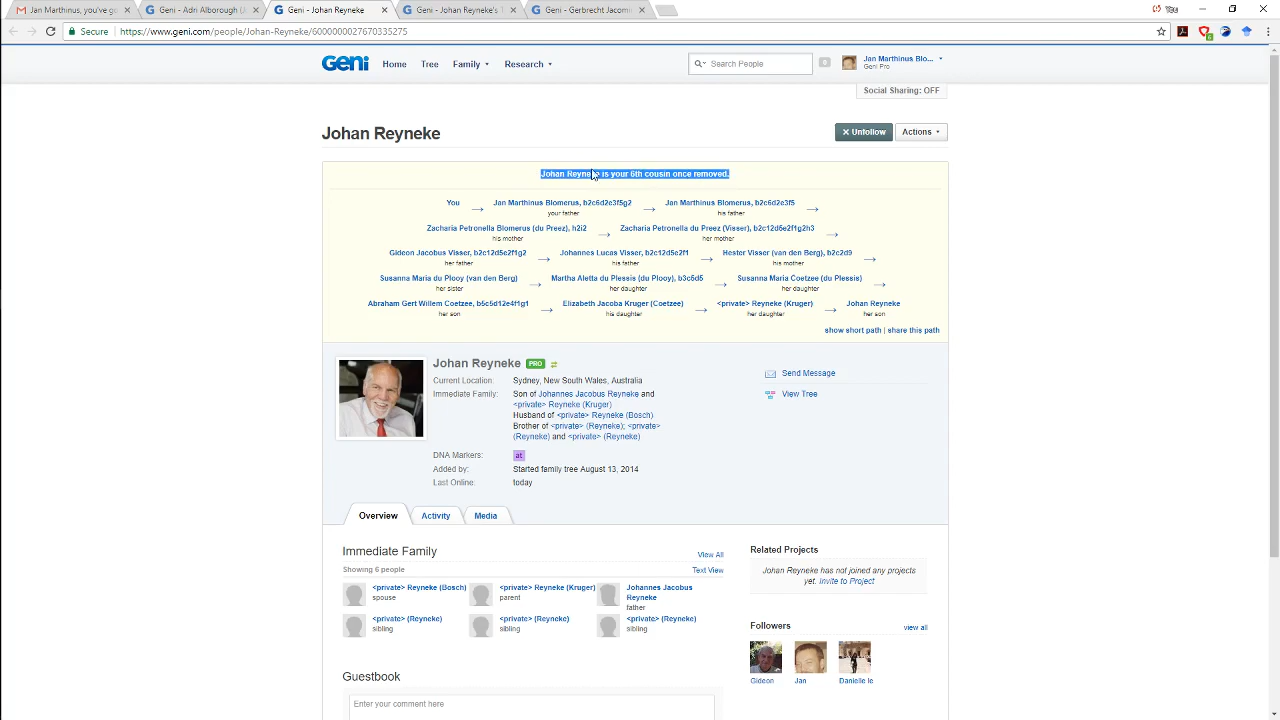 Jan Marthinus, you've go
Geni - Adri Alborough (
Geni - Johan Reyneke
Geni - Johan Reyneke's
Geni - Gerbrecht Jacomi
You
Secure
https://www.geni.com/people/Johan-Reyneke/6000000027670335275
Geni
Home
Tree
Family
Research
Search People
0
Jan Marthinus Blo...
Geni Pro
Social Sharing: OFF
Johan Reyneke
Unfollow
Actions
Johan Reyneke is your 6th cousin once removed.
You → Jan Marthinus Blomerus, b2c6d2e3f5g2 → Jan Marthinus Blomerus, b2c6d2e3f5 →
your father his father
Zacharia Petronella Blomerus (du Preez), h2i2 → Zacharia Petronella du Preez (Visser), b2c12d5e2f1g2h3 →
his mother her mother
Gideon Jacobus Visser, b2c12d5e2f1g2 → Johannes Lucas Visser, b2c12d5e2f1 → Hester Visser (van den Berg), b2c2d9 →
her father his father his mother
Susanna Maria du Plooy (van den Berg) → Martha Aletta du Plessis (du Plooy), b3c5d5 → Susanna Maria Coetzee (du Plessis) →
her sister her daughter her daughter
Abraham Gert Willem Coetzee, b5c5d12e4f1g1 → Elizabeth Jacoba Kruger (Coetzee) → <private> Reyneke (Kruger) → Johan Reyneke
her son his daughter her daughter her son
show short path | share this path
Johan Reyneke PRO
Current Location: Sydney, New South Wales, Australia
Immediate Family: Son of Johannes Jacobus Reyneke and
<private> Reyneke (Kruger)
Husband of <private> Reyneke (Bosch)
Brother of <private> (Reyneke); <private>
(Reyneke) and <private> (Reyneke)
DNA Markers: at
Added by: Started family tree August 13, 2014
Last Online: today
Send Message
View Tree
Overview
Activity
Media
Immediate Family
View All
Showing 6 people
Text View
<private> Reyneke (Bosch)
spouse
<private> Reyneke (Kruger)
parent
Johannes Jacobus
Reyneke
father
<private> (Reyneke)
sibling
<private> (Reyneke)
sibling
<private> (Reyneke)
sibling
Guestbook
Enter your comment here
Related Projects
Johan Reyneke has not joined any projects
yet. Invite to Project
Followers
view all
Gideon
Jan
Danielle le